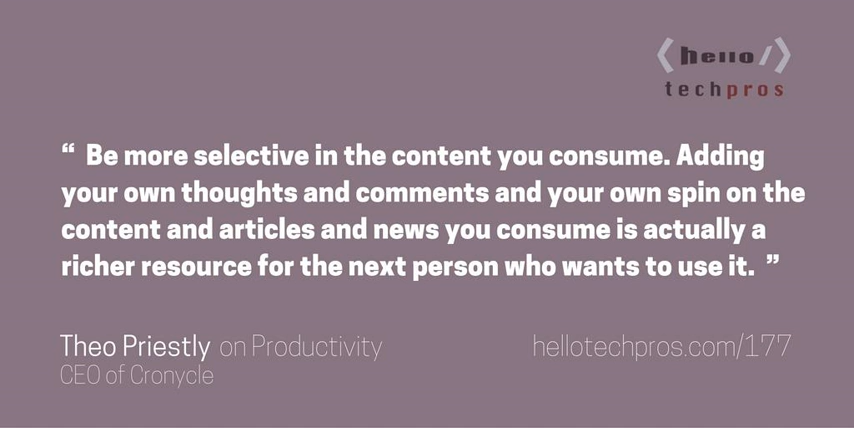 <hello/>
techpros
“ Be more selective in the content you consume. Adding
your own thoughts and comments and your own spin on the
content and articles and news you consume is actually a
richer resource for the next person who wants to use it. ”
Theo Priestly on Productivity
hellotechpros.com/177
CEO of Cronycle